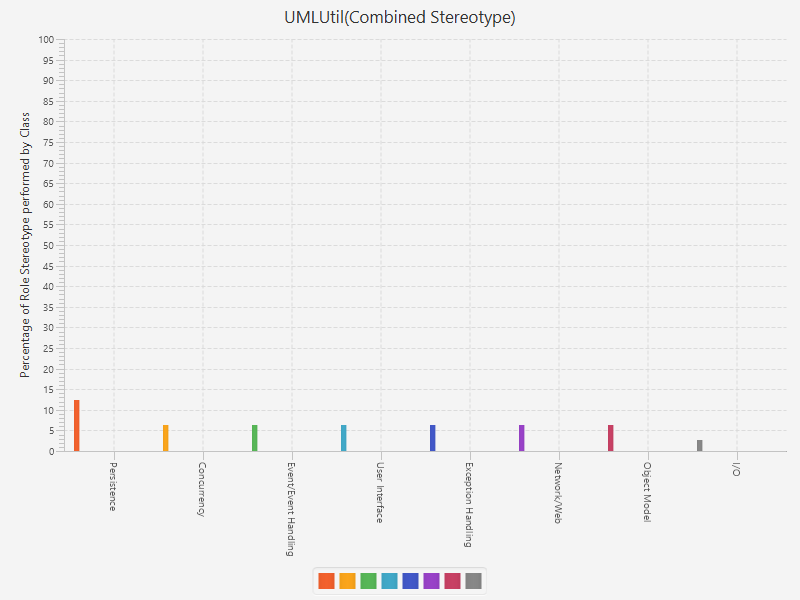 UMLUtil(Combined Stereotype)
Percentage of Role Stereotype performed by Class
100
95
90
85
80
75
70
65
60
55
50
45
40
35
30
25
20
15
10
5
0
Persistence
Concurrency
Event/Event Handling
User Interface
Exception Handling
Network/Web
Object Model
I/O